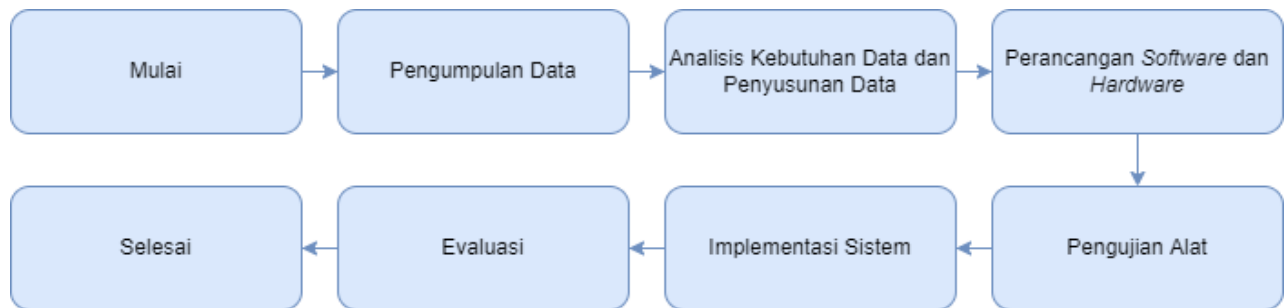 Mulai
Pengumpulan Data
Analisis Kebutuhan Data dan
Penyusunan Data
Perancangan Software dan
Hardware
Pengujian Alat
Implementasi Sistem
Evaluasi
Selesai